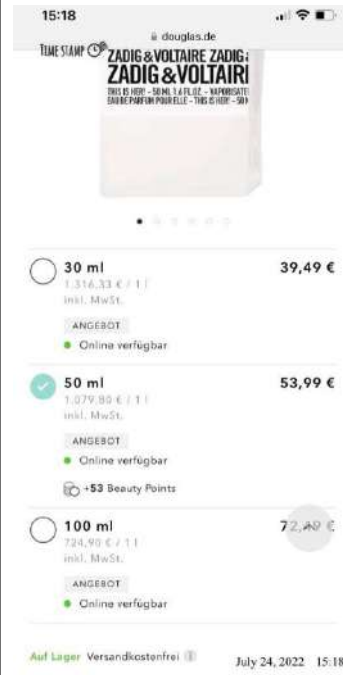 15:18
douglas.de
TIME STAMP
ZADIG & VOLTAIRE ZADIG &
ZADIG & VOLTAIRE
THIS IS HER! - 50 ML 1.6 FL.OZ. - VAPORISATE
EAU DE PARFUM POUR ELLE - THIS IS HER! - 50
30 ml 39,49 €
1.316,33 € / 1 l
inkl. MwSt.
ANGEBOT
Online verfügbar
50 ml 53,99 €
1.079,80 € / 1 l
inkl. MwSt.
ANGEBOT
Online verfügbar
+53 Beauty Points
100 ml 72,49 €
724,90 € / 1 l
inkl. MwSt.
ANGEBOT
Online verfügbar
Auf Lager Versandkostenfrei
July 24, 2022 15:18